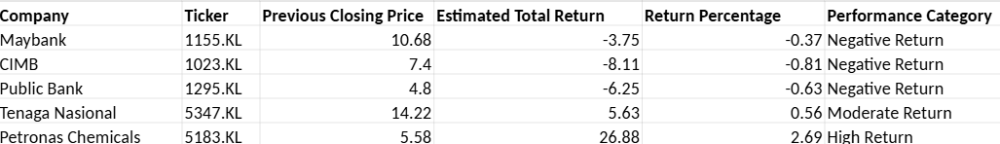 Company Ticker Previous Closing Price Estimated Total Return Return Percentage Performance Category
Maybank 1155.KL 10.68 -3.75 -0.37 Negative Return
CIMB 1023.KL 7.4 -8.11 -0.81 Negative Return
Public Bank 1295.KL 4.8 -6.25 -0.63 Negative Return
Tenaga Nasional 5347.KL 14.22 5.63 0.56 Moderate Return
Petronas Chemicals 5183.KL 5.58 26.88 2.69 High Return